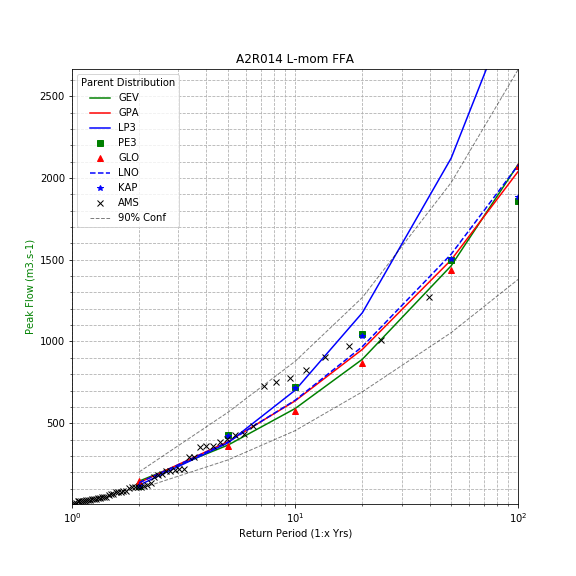 A2R014 L-mom FFA
Parent Distribution
GEV
GPA
LP3
PE3
GLO
LNO
KAP
AMS
90% Conf
2500
2000
1500
1000
500
Peak Flow (m3.s-1)
10^0
10^1
10^2
Return Period (1:x Yrs)